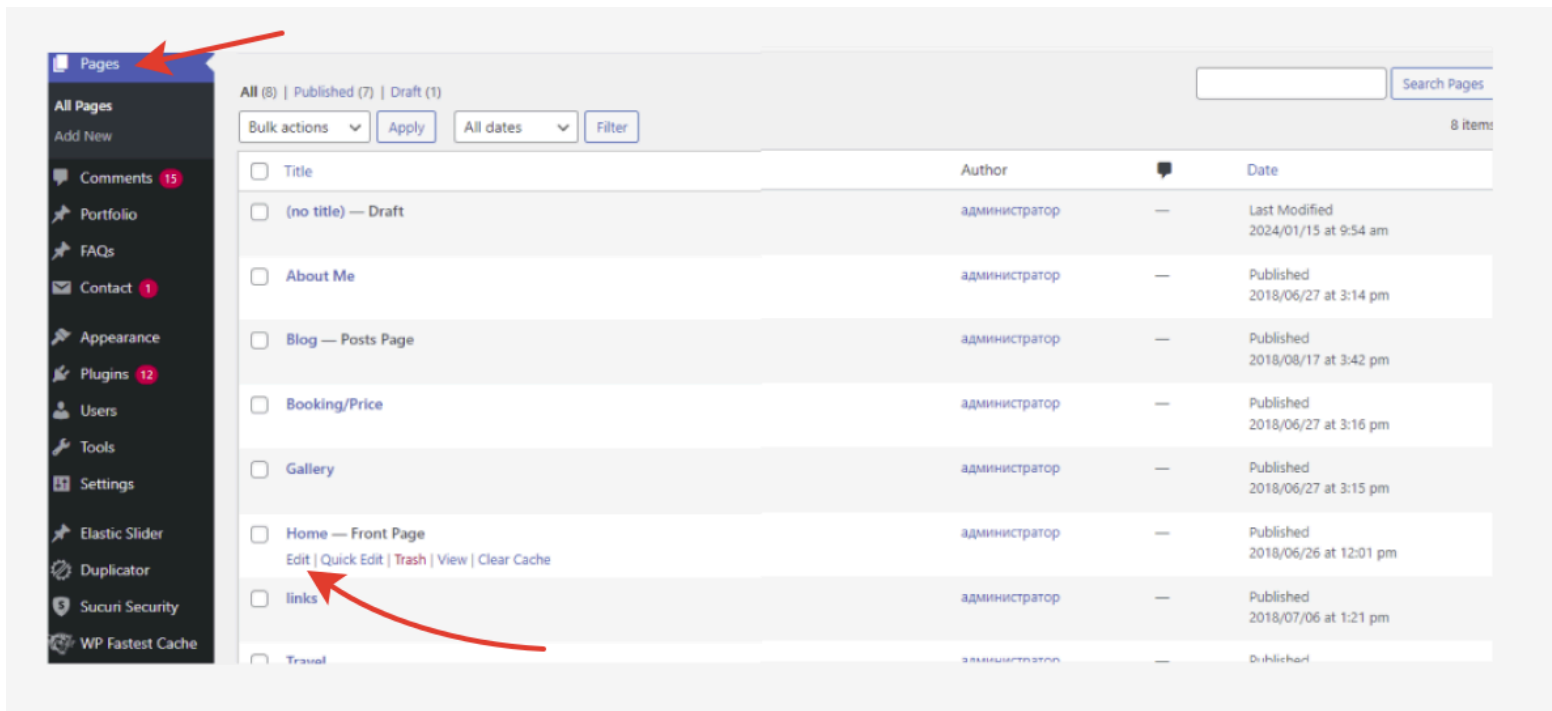 Pages
All Pages
Add New
Comments 15
Portfolio
FAQs
Contact 1
Appearance
Plugins 12
Users
Tools
Settings
Elastic Slider
Duplicator
Sucuri Security
WP Fastest Cache
All (8) | Published (7) | Draft (1)
Search Pages
Bulk actions Apply All dates Filter
8 items
Title Author Date
(no title) — Draft администратор — Last Modified
2024/01/15 at 9:54 am
About Me администратор — Published
2018/06/27 at 3:14 pm
Blog — Posts Page администратор — Published
2018/08/17 at 3:42 pm
Booking/Price администратор — Published
2018/06/27 at 3:16 pm
Gallery администратор — Published
2018/06/27 at 3:15 pm
Home — Front Page администратор — Published
Edit | Quick Edit | Trash | View | Clear Cache 2018/06/26 at 12:01 pm
links администратор — Published
2018/07/06 at 1:21 pm
Travel администратор — Published